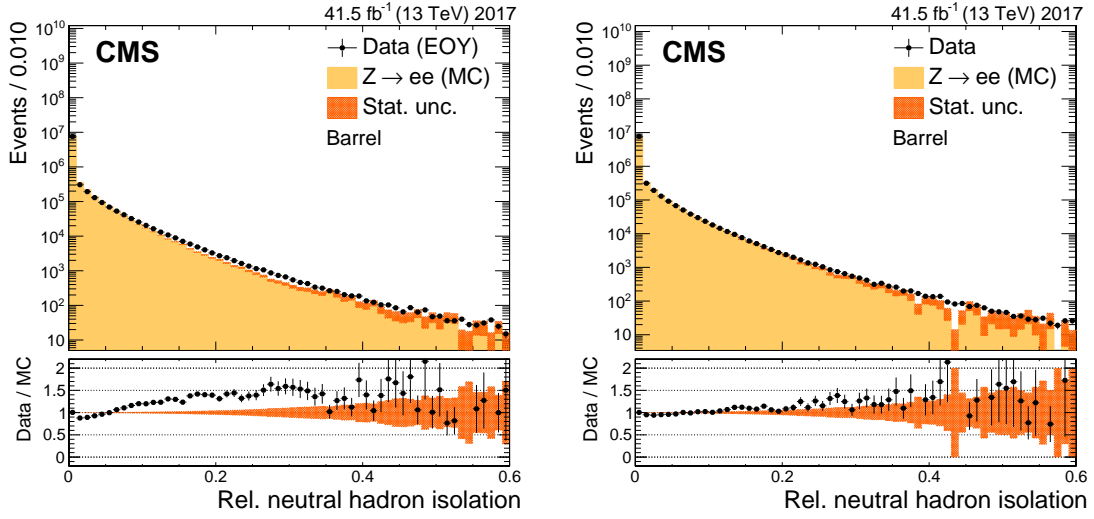 41.5 fb⁻¹ (13 TeV) 2017
CMS
Data (EOY)
Z → ee (MC)
Stat. unc.
Barrel
Events / 0.010
10¹⁰
10⁹
10⁸
10⁷
10⁶
10⁵
10⁴
10³
10²
10
Data / MC
2
1.5
1
0.5
0
0 0.2 0.4 0.6
Rel. neutral hadron isolation
41.5 fb⁻¹ (13 TeV) 2017
CMS
Data
Z → ee (MC)
Stat. unc.
Barrel
Events / 0.010
10¹⁰
10⁹
10⁸
10⁷
10⁶
10⁵
10⁴
10³
10²
10
Data / MC
2
1.5
1
0.5
0
0 0.2 0.4 0.6
Rel. neutral hadron isolation